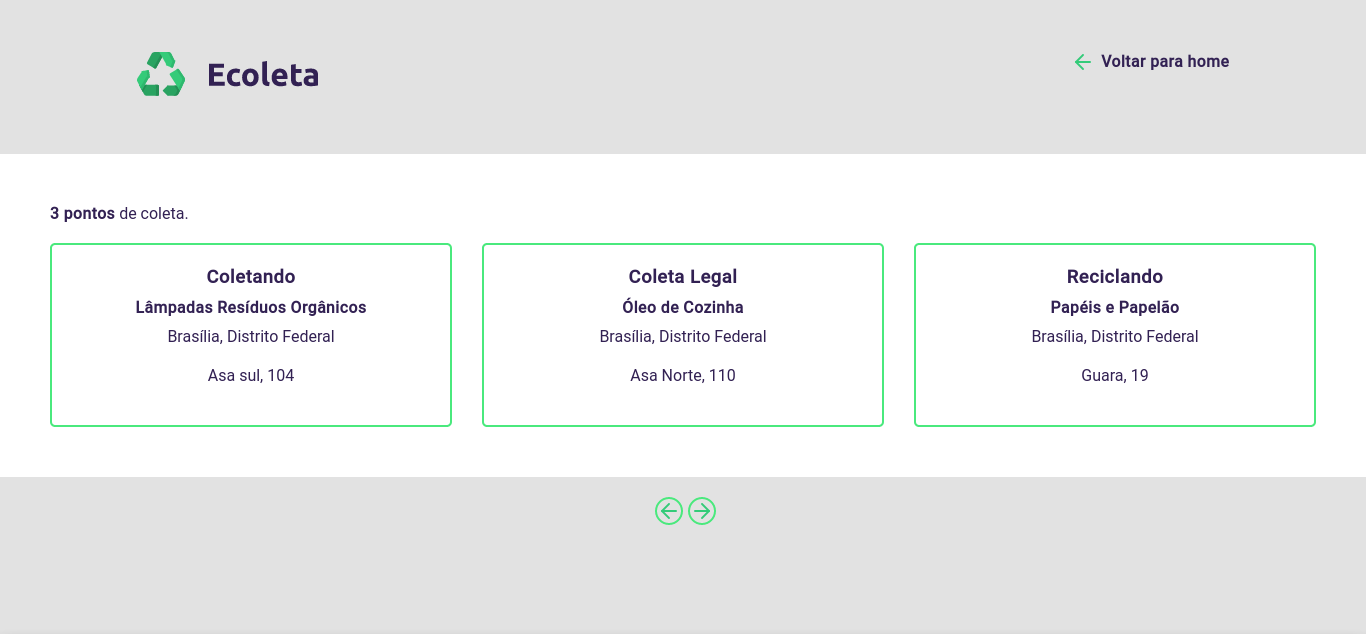 Ecoleta
Voltar para home
3 pontos de coleta.
Coletando
Lâmpadas Resíduos Orgânicos
Brasília, Distrito Federal
Asa sul, 104
Coleta Legal
Óleo de Cozinha
Brasília, Distrito Federal
Asa Norte, 110
Reciclando
Papéis e Papelão
Brasília, Distrito Federal
Guara, 19